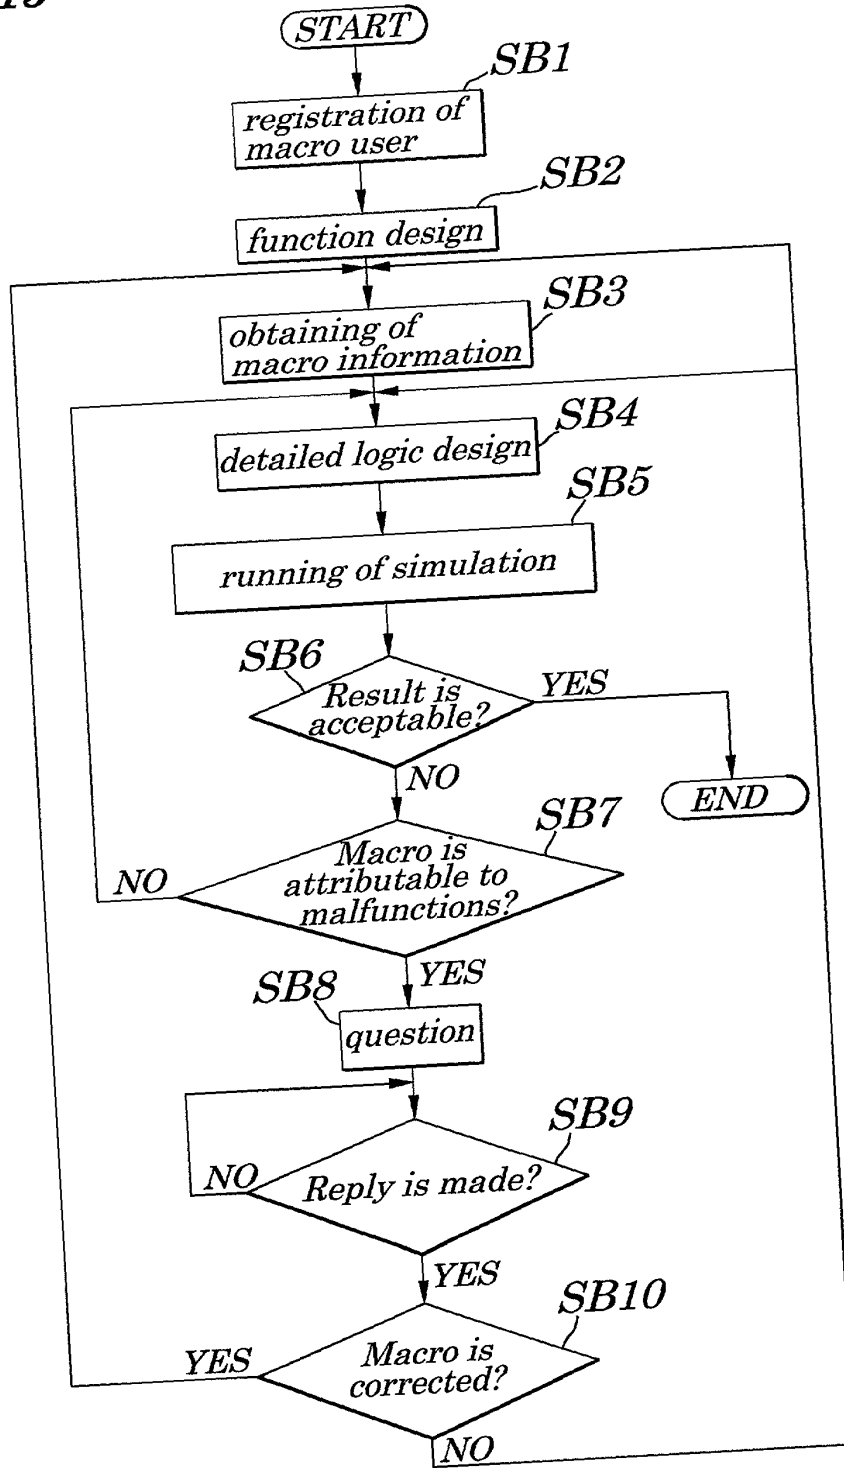 START
SB1
registration of
macro user
SB2
function design
SB3
obtaining of
macro information
SB4
detailed logic design
SB5
running of simulation
SB6
Result is
acceptable?
YES
NO
END
SB7
Macro is
attributable to
malfunctions?
NO
YES
SB8
question
SB9
Reply is made?
NO
YES
SB10
Macro is
corrected?
YES
NO